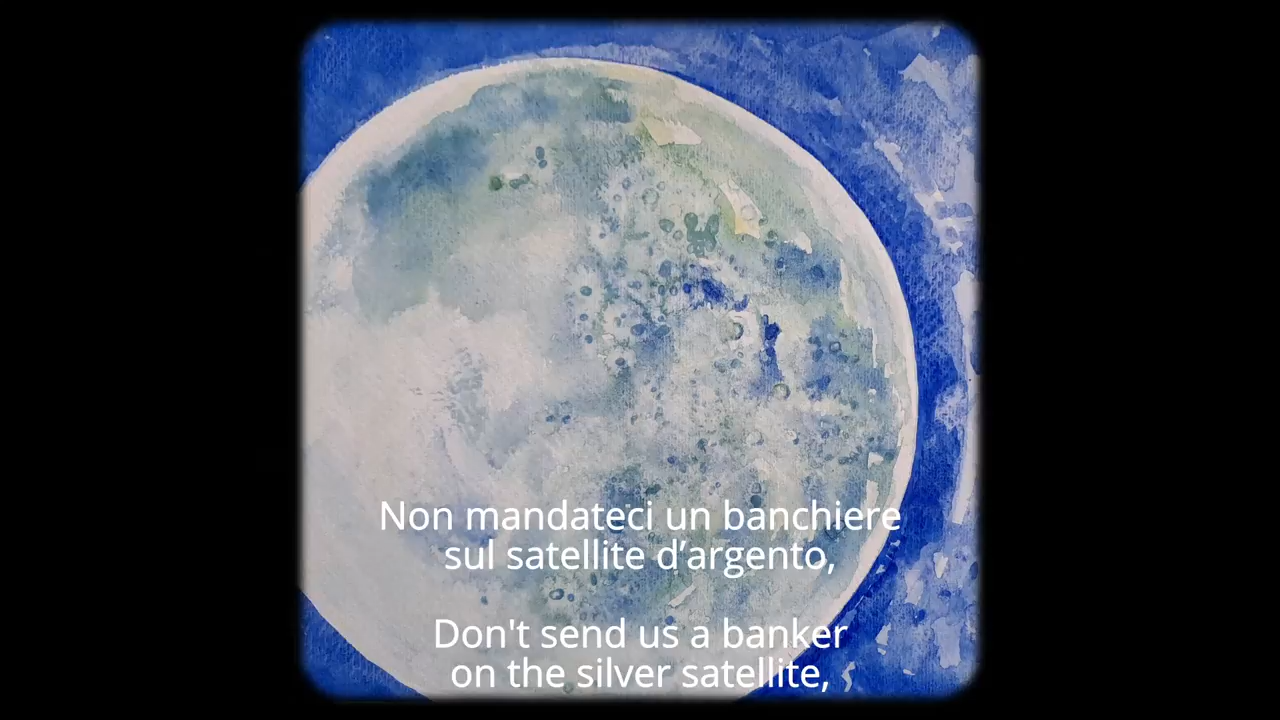 Non mandateci un banchiere
sul satellite d’argento,
Don't send us a banker
on the silver satellite,